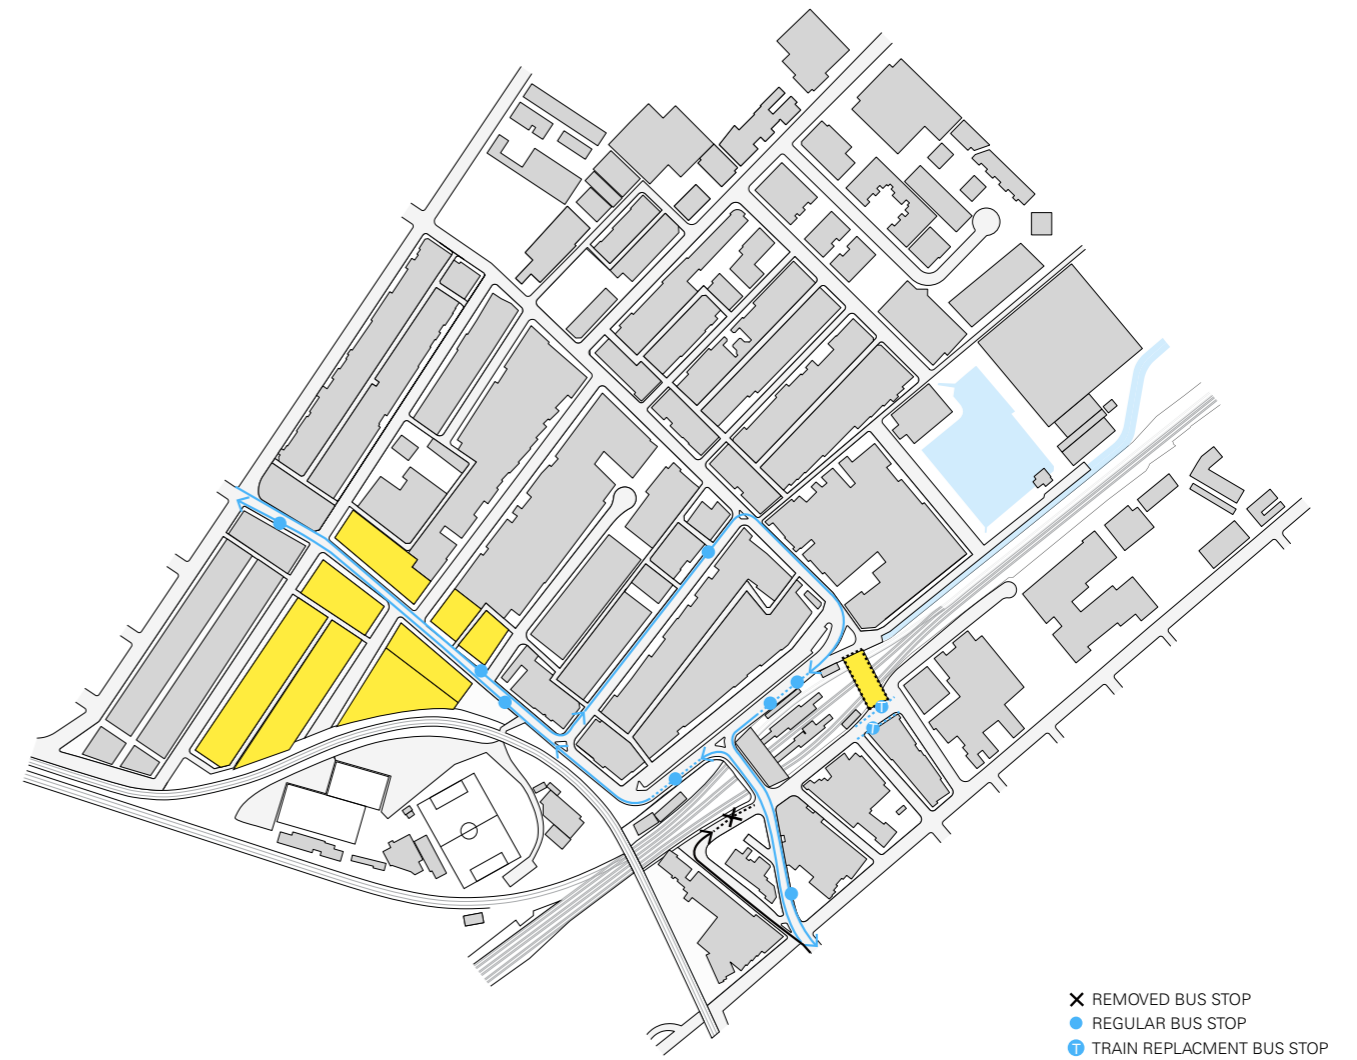 REMOVED BUS STOP
REGULAR BUS STOP
T TRAIN REPLACMENT BUS STOP
T
T